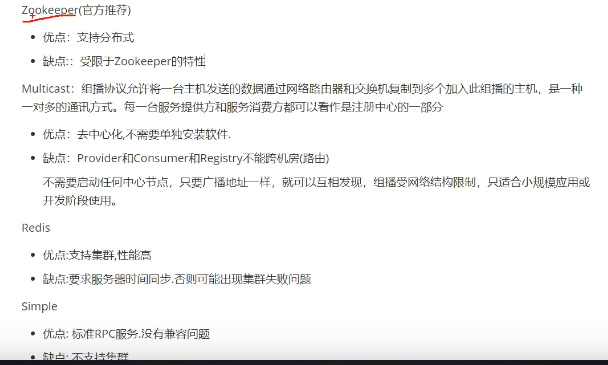 Zookeeper(官方推荐)
优点：支持分布式
缺点:：受限于Zookeeper的特性
Multicast：组播协议允许将一台主机发送的数据通过网络路由器和交换机复制到多个加入此组播的主机，是一种
一对多的通讯方式。每一台服务提供方和服务消费方都可以看作是注册中心的一部分
优点：去中心化,不需要单独安装软件.
缺点：Provider和Consumer和Registry不能跨机房(路由)
不需要启动任何中心节点，只要广播地址一样，就可以互相发现，组播受网络结构限制，只适合小规模应用或
开发阶段使用。
Redis
优点:支持集群,性能高
缺点:要求服务器时间同步.否则可能出现集群失败问题
Simple
优点: 标准RPC服务.没有兼容问题
缺点: 不支持集群